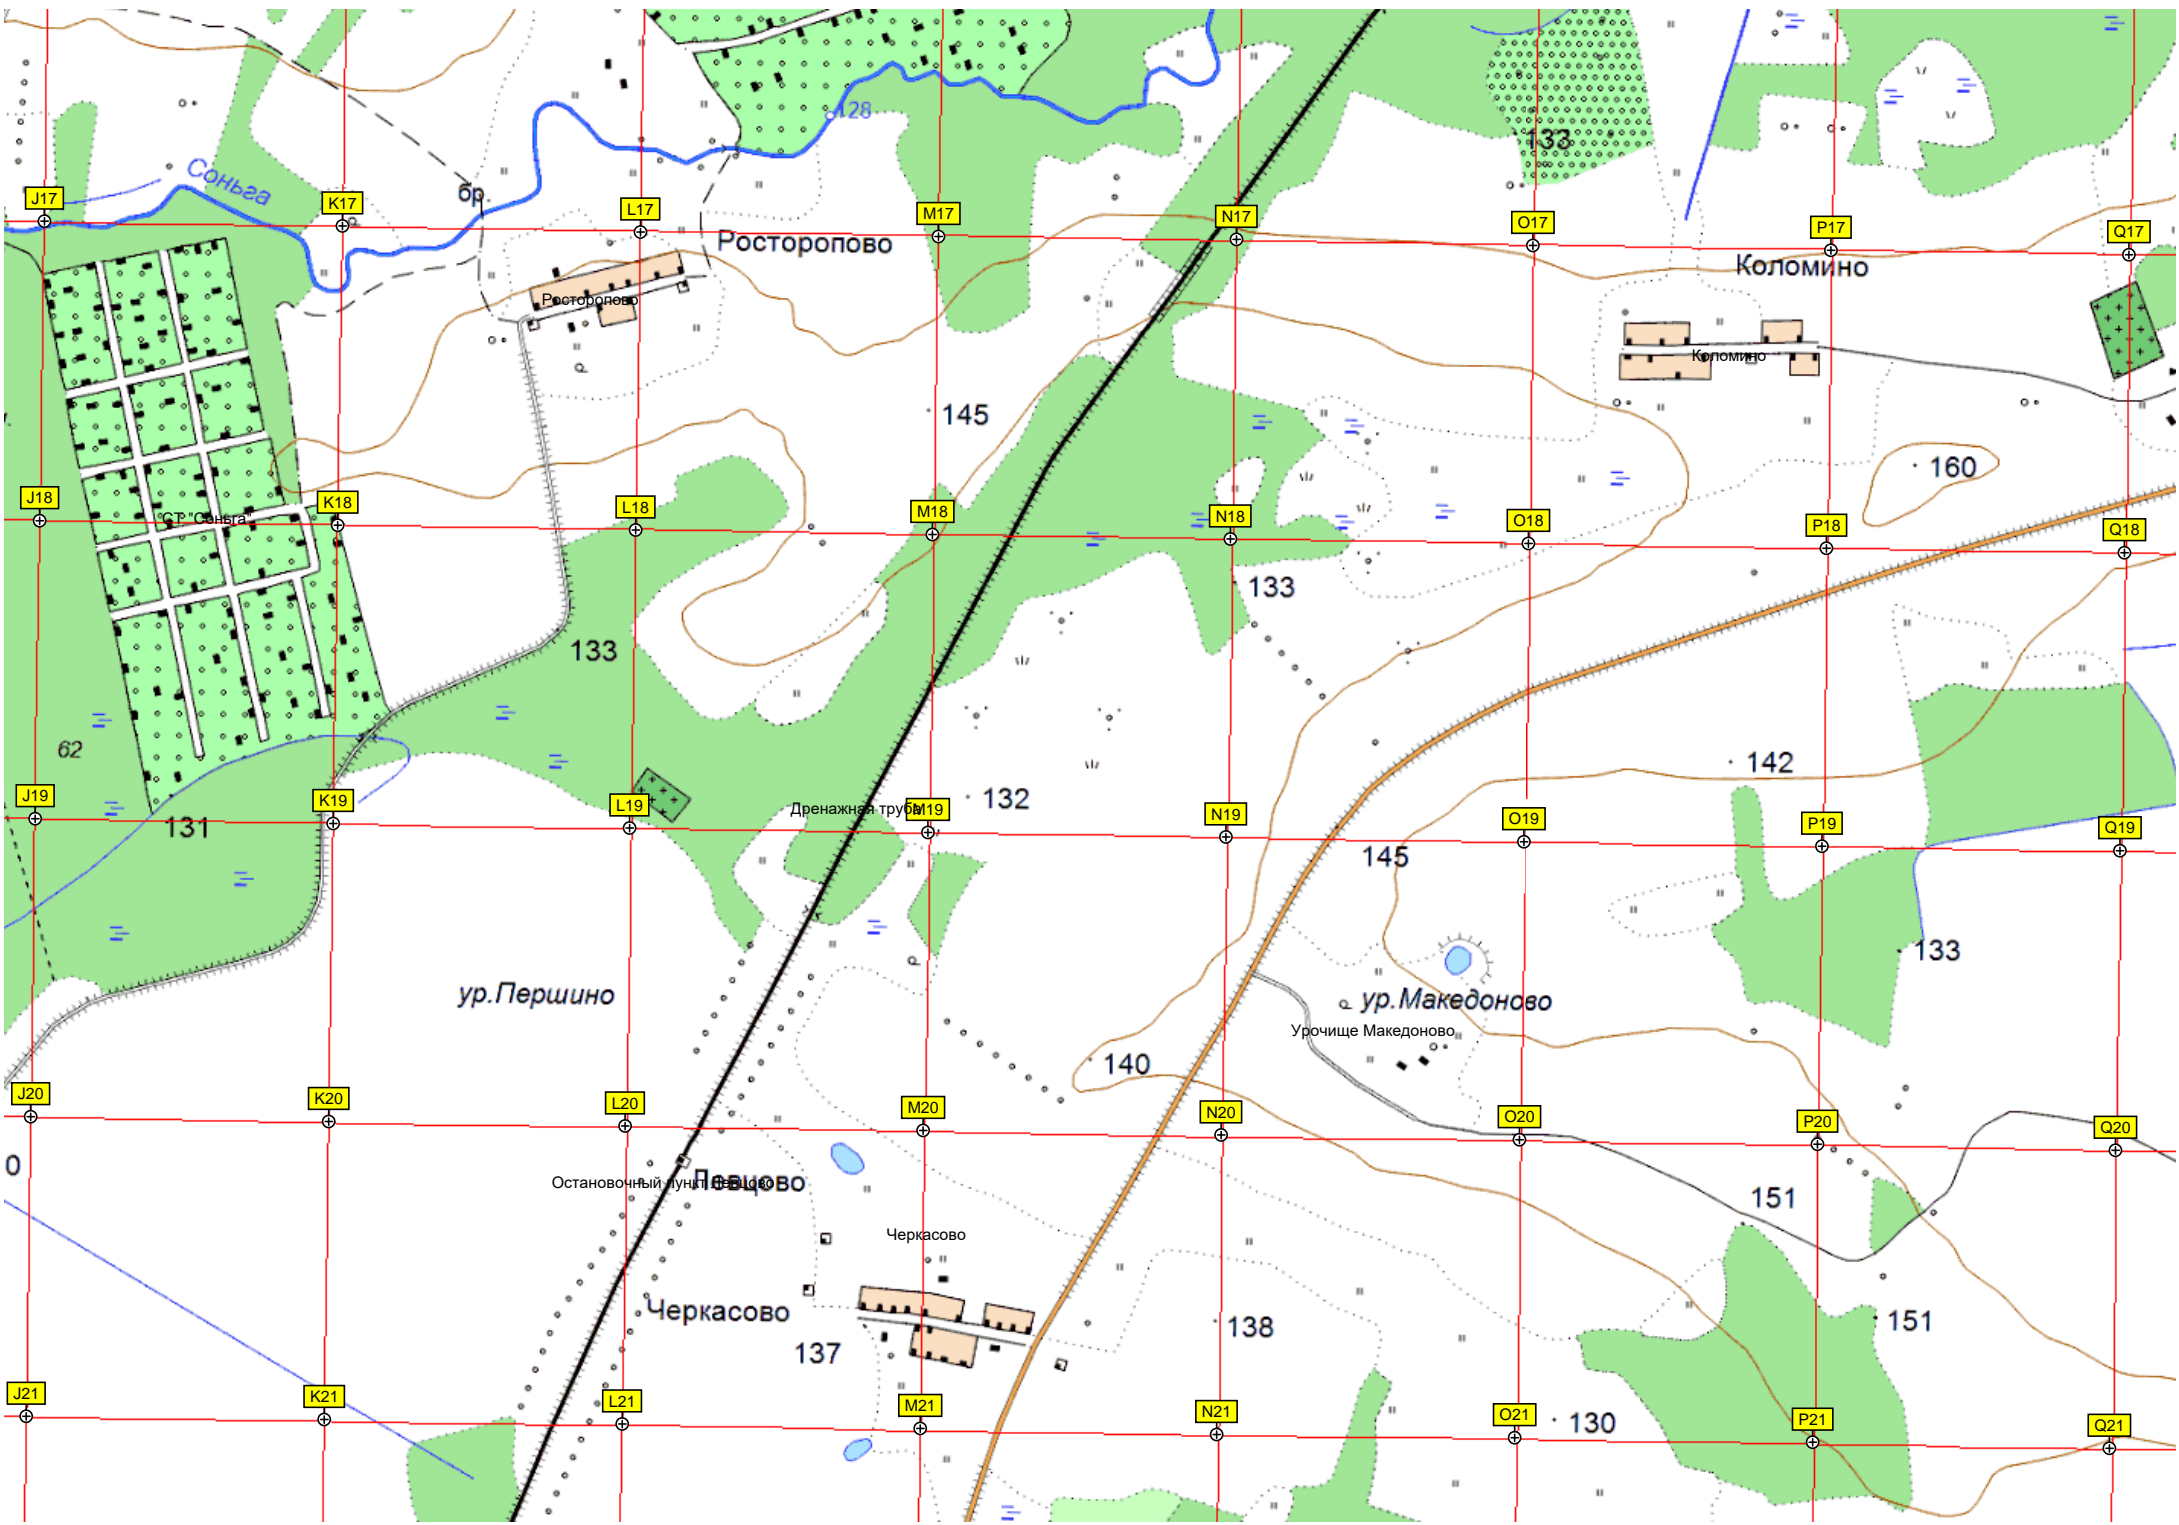 128
133
Соньга
бр.
J17
K17
L17
M17
N17
O17
P17
Q17
Росторопово
Коломино
Росторопово
Коломино
145
160
J18
K18
L18
M18
N18
O18
P18
Q18
СТ "Соньга"
133
133
62
142
J19
K19
L19
Дренажная труба
M19
132
N19
O19
P19
Q19
131
145
133
ур.Першино
ур.Македоново
Урочище Македоново
140
J20
K20
L20
M20
N20
O20
P20
Q20
0
Левцово
Остановочный пункт Левцово
151
Черкасово
Черкасово
137
138
151
J21
K21
L21
M21
N21
O21
130
P21
Q21